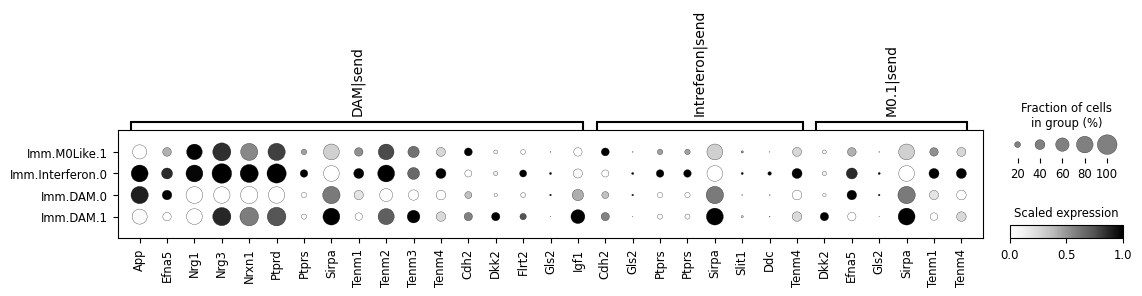 DAM|send
Intreferon|send
M0.1|send
Imm.M0Like.1
Imm.Interferon.0
Imm.DAM.0
Imm.DAM.1
App
Efna5
Nrg1
Nrg3
Nrxn1
Ptprd
Ptprs
Sirpa
Tenm1
Tenm2
Tenm3
Tenm4
Cdh2
Dkk2
Flrt2
Gls2
Igf1
Cdh2
Gls2
Ptprs
Ptprs
Sirpa
Slit1
Ddc
Tenm4
Dkk2
Efna5
Gls2
Sirpa
Tenm1
Tenm4
Fraction of cells
in group (%)
20 40 60 80 100
Scaled expression
0.0 0.5 1.0